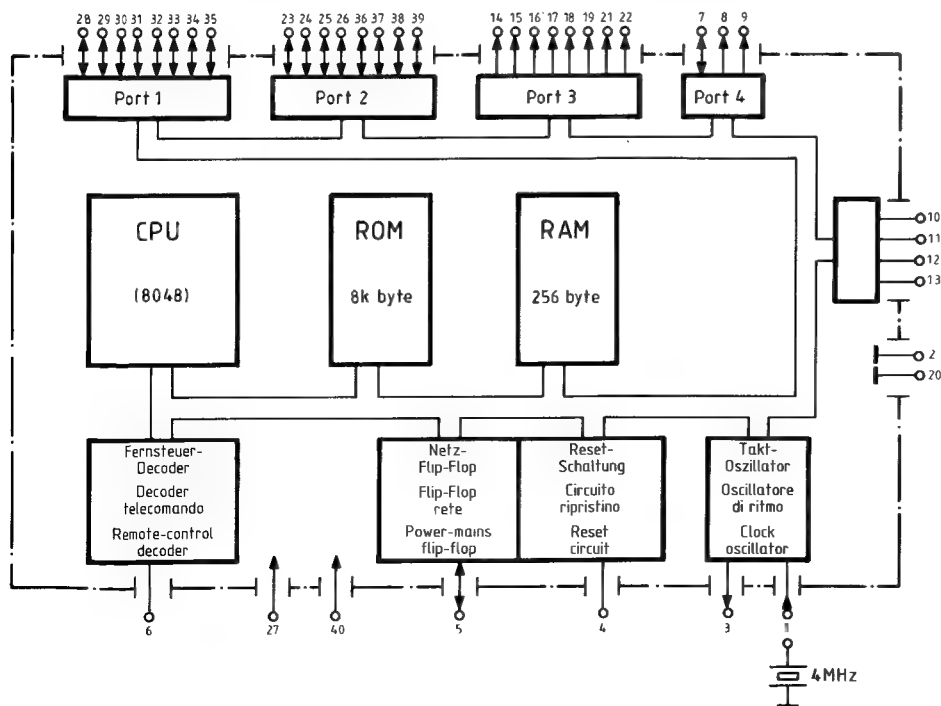 28 29 30 31 32 33 34 35
23 24 25 26 36 37 38 39
14 15 16 17 18 19 21 22
7 8 9
Port 1
Port 2
Port 3
Port 4
CPU
(8048)
ROM
8k byte
RAM
256 byte
10
11
12
13
2
20
Fernsteuer-
Decoder
Decoder
telecomando
Remote-control
decoder
Netz-
Flip-Flop
Flip-Flop
rete
Power-mains
flip-flop
Reset-
Schaltung
Circuito
ripristino
Reset
circuit
Takt-
Oszillator
Oscillatore
di ritmo
Clock
oscillator
6
27
40
5
4
3
1
4MHz